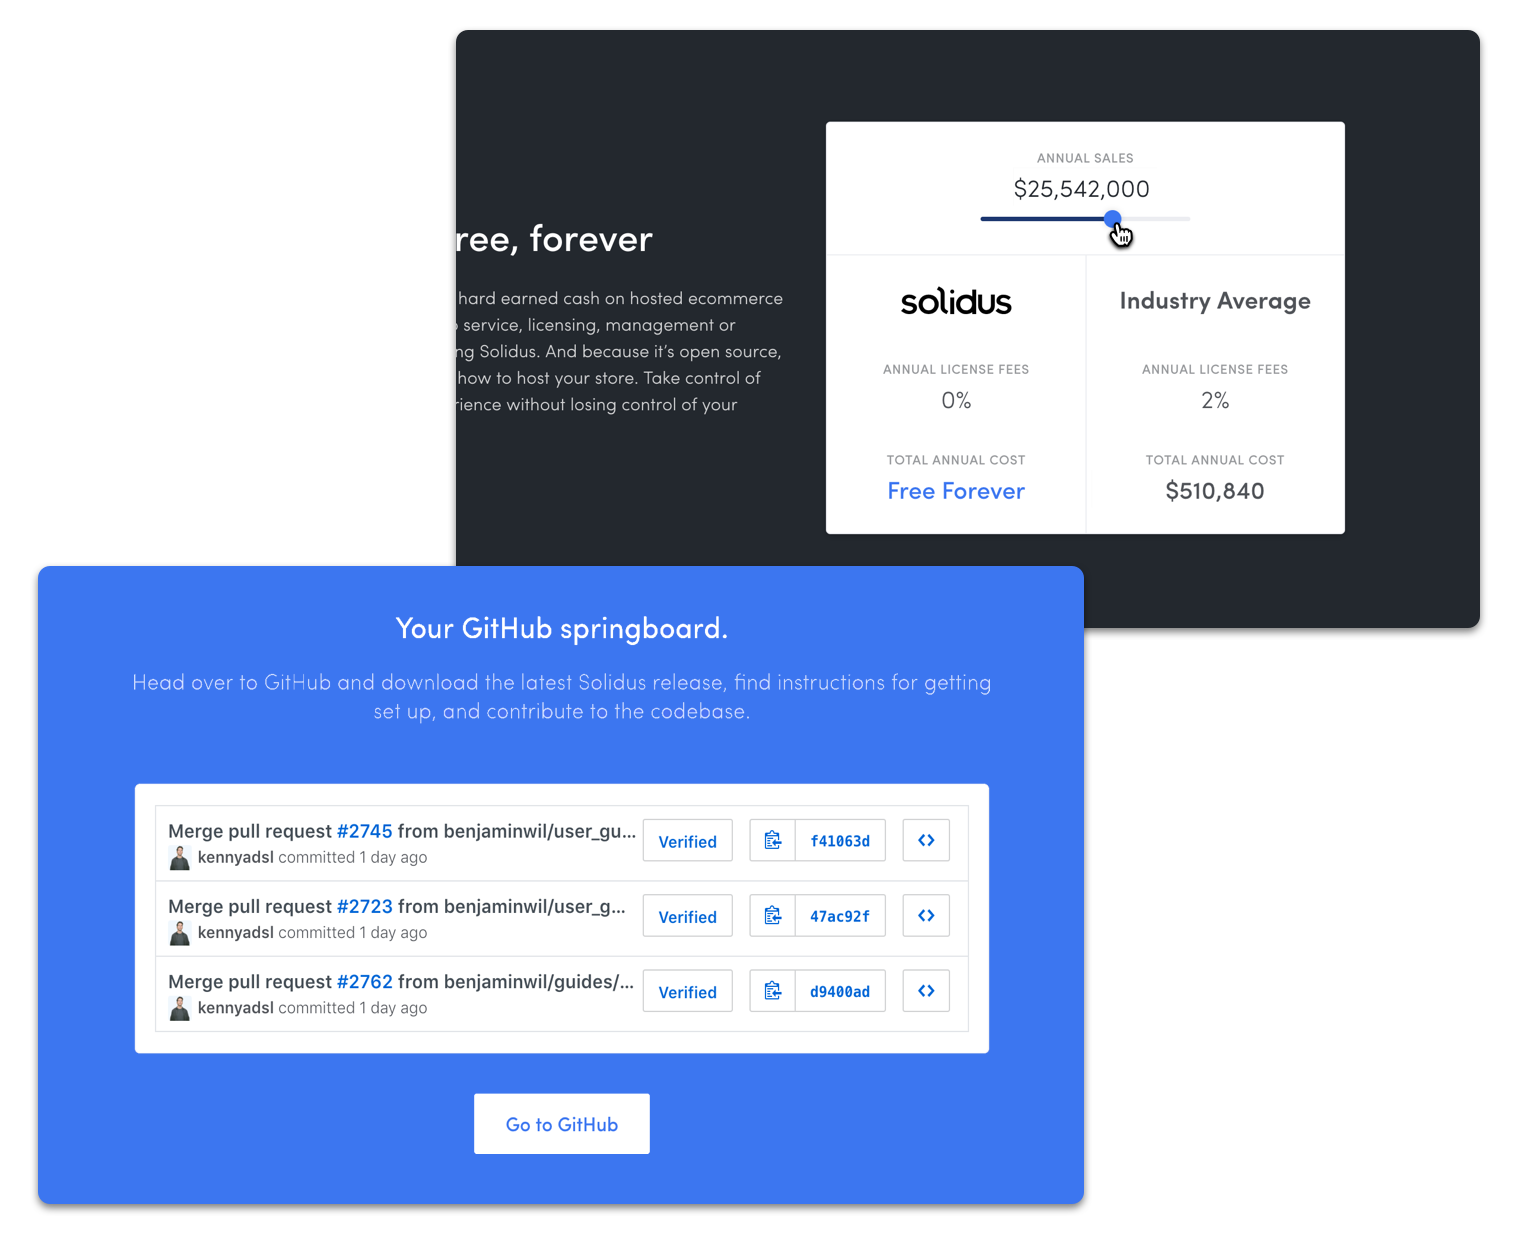 ree, forever
hard earned cash on hosted ecommerce
service, licensing, management or
ng Solidus. And because it’s open source,
how to host your store. Take control of
rience without losing control of your
ANNUAL SALES
$25,542,000
solidus
ANNUAL LICENSE FEES
0%
TOTAL ANNUAL COST
Free Forever
Industry Average
ANNUAL LICENSE FEES
2%
TOTAL ANNUAL COST
$510,840
Your GitHub springboard.
Head over to GitHub and download the latest Solidus release, find instructions for getting
set up, and contribute to the codebase.
Merge pull request #2745 from benjaminwil/user_gu...
kennyadsl committed 1 day ago
Verified
f41063d
Merge pull request #2723 from benjaminwil/user_g...
kennyadsl committed 1 day ago
Verified
47ac92f
Merge pull request #2762 from benjaminwil/guides/...
kennyadsl committed 1 day ago
Verified
d9400ad
Go to GitHub